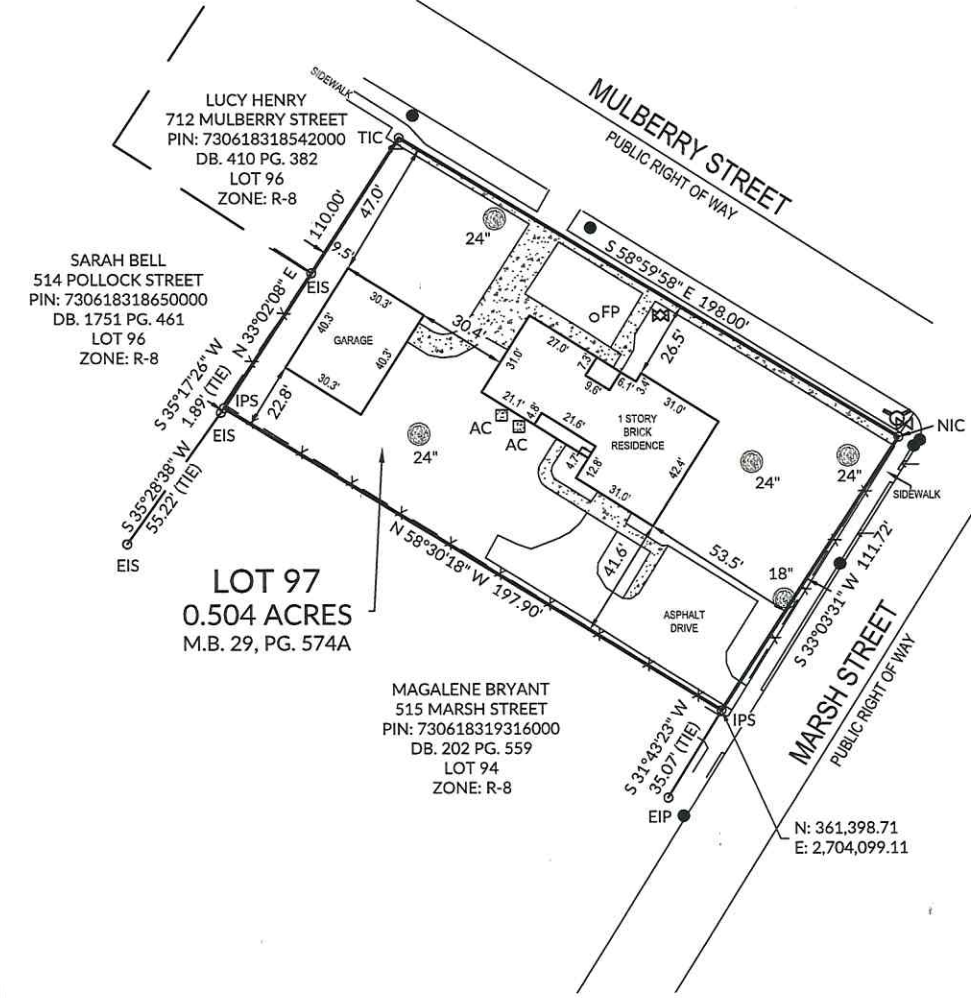 MULBERRY STREET
PUBLIC RIGHT OF WAY
SIDEWALK
LUCY HENRY
712 MULBERRY STREET
PIN: 730618318542000
DB. 410 PG. 382
LOT 96
ZONE: R-8
TIC
110.00'
47.0'
9.5'
24"
S 58°59'58" E 198.00'
SARAH BELL
514 POLLOCK STREET
PIN: 730618318650000
DB. 1751 PG. 461
LOT 96
ZONE: R-8
EIS
N 33°02'08" E
30.3'
40.3'
GARAGE
40.3'
30.3'
30.4'
FP
26.5'
27.0'
31.0'
7.3'
9.6'
6.1'
3.4'
31.0'
21.1'
4.8'
21.6'
1 STORY
BRICK
RESIDENCE
42.4'
4.7'
12.8'
31.0'
AC
AC
S 35°17'26" W
1.89' (TIE)
IPS
EIS
22.8'
24"
24"
24"
NIC
SIDEWALK
S 35°28'38" W
55.22' (TIE)
EIS
N 58°30'18" W 197.90'
41.6'
53.5'
18"
S 33°03'31" W 111.72'
LOT 97
0.504 ACRES
M.B. 29, PG. 574A
ASPHALT
DRIVE
MARSH STREET
PUBLIC RIGHT OF WAY
MAGALENE BRYANT
515 MARSH STREET
PIN: 730618319316000
DB. 202 PG. 559
LOT 94
ZONE: R-8
IPS
S 31°43'23" W
35.07' (TIE)
EIP
N: 361,398.71
E: 2,704,099.11